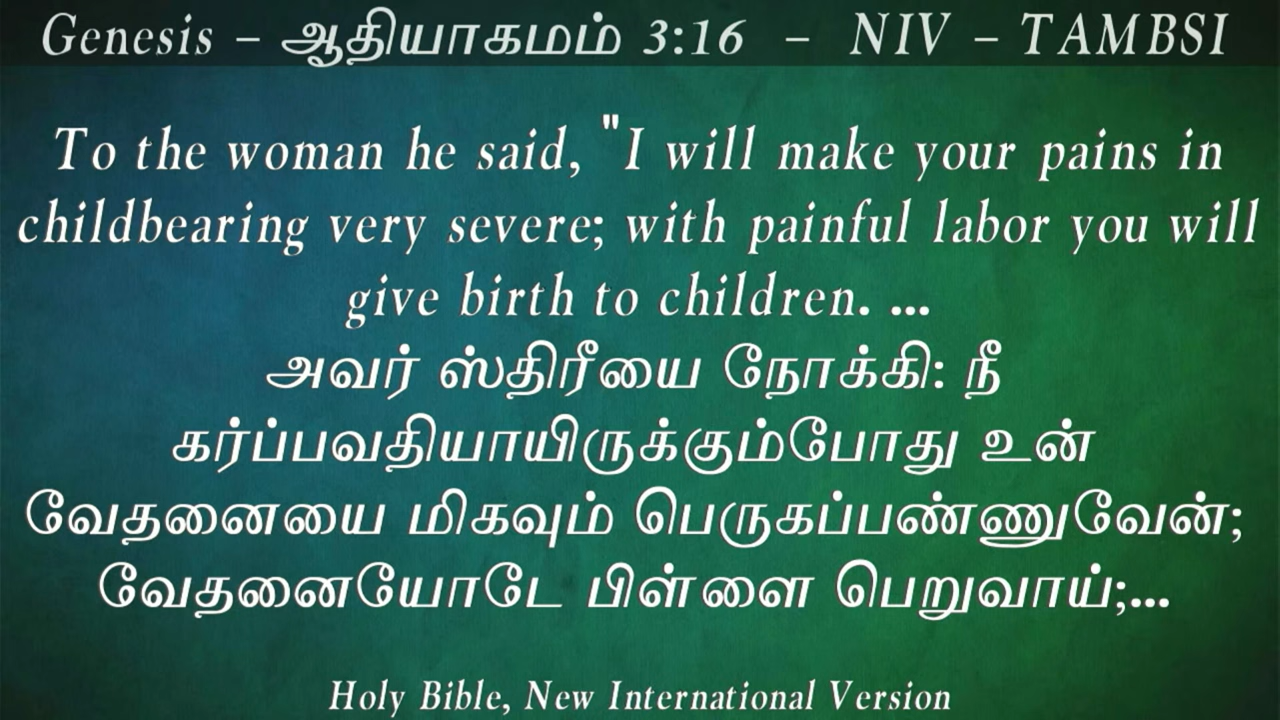 Genesis – ஆதியாகமம் 3:16 – NIV – TAMBSI
To the woman he said, "I will make your pains in
childbearing very severe; with painful labor you will
give birth to children. ...
அவர் ஸ்திரீயை நோக்கி: நீ
கர்ப்பவதியாயிருக்கும்போது உன்
வேதனையை மிகவும் பெருகப்பண்ணுவேன்;
வேதனையோடே பிள்ளை பெறுவாய்;...
Holy Bible, New International Version